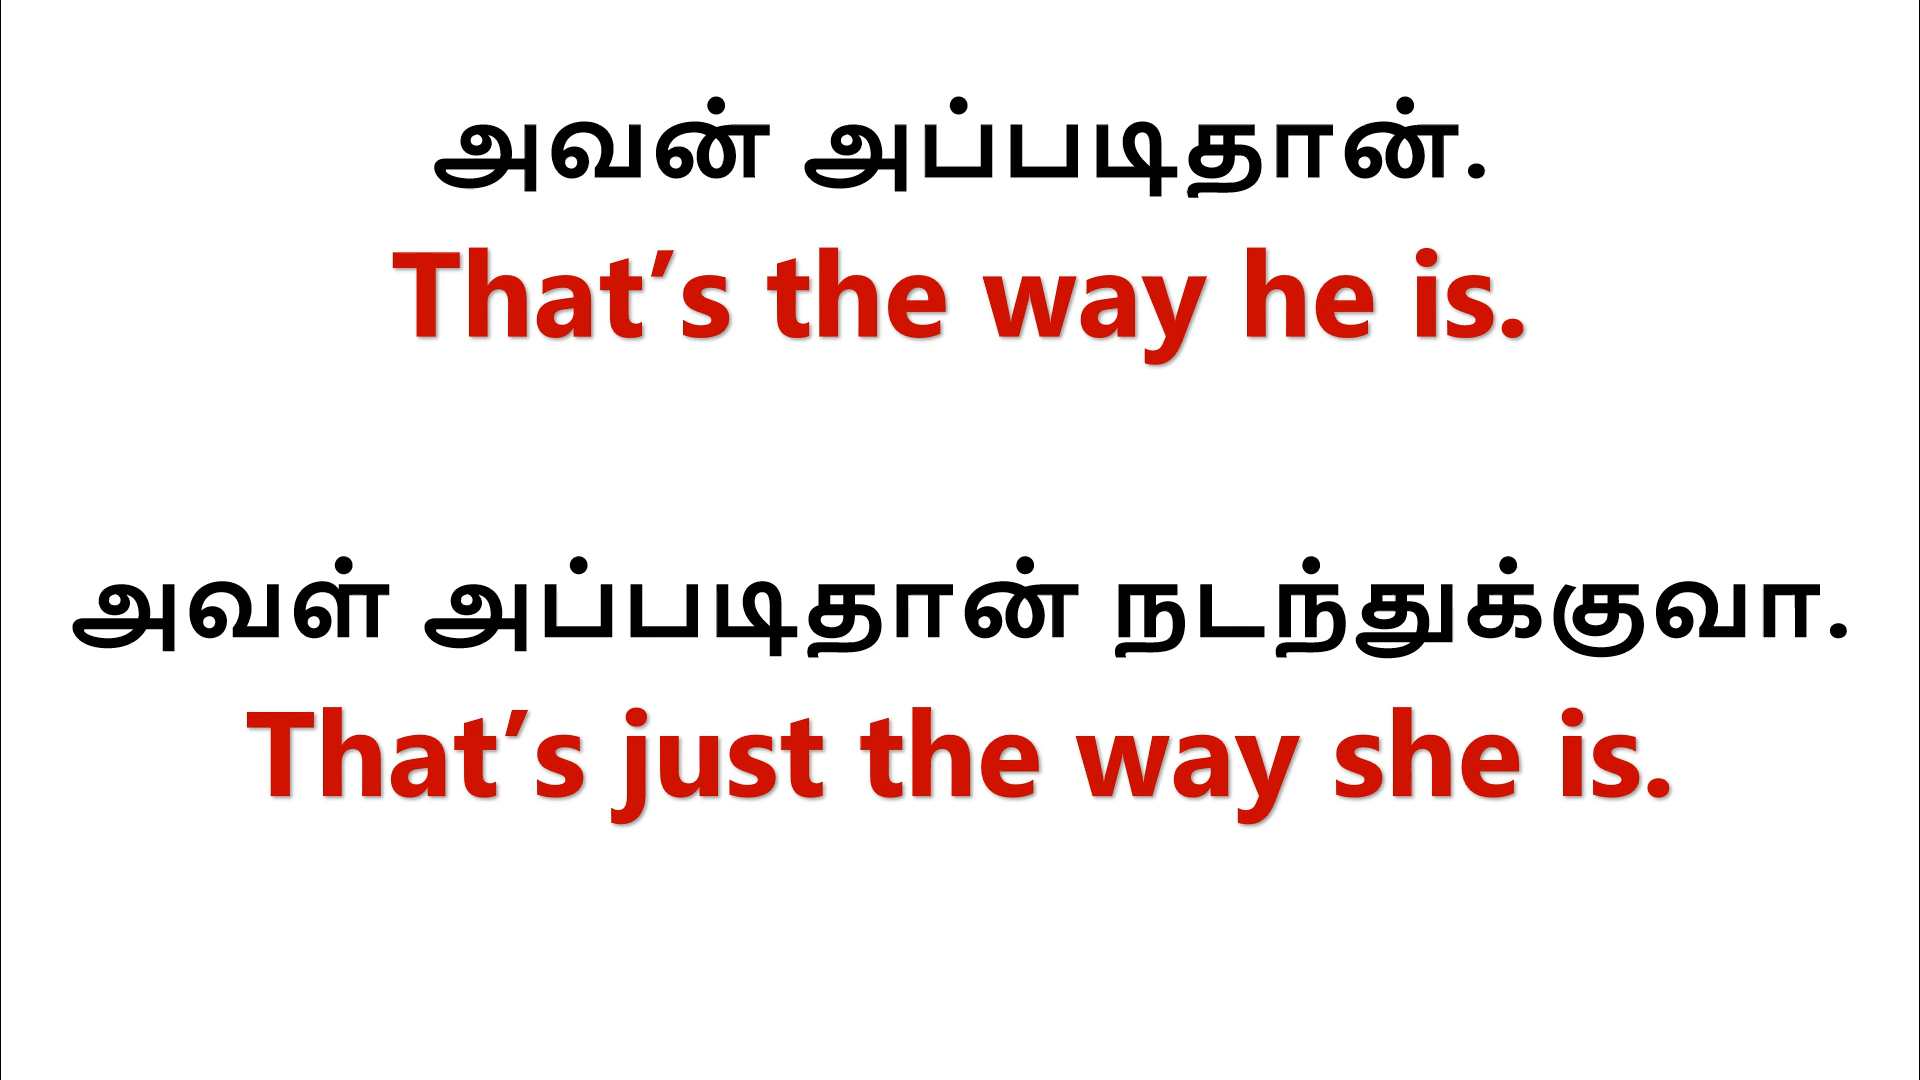 அவன் அப்படிதான்.
That’s the way he is.
அவள் அப்படிதான் நடந்துக்குவா.
That’s just the way she is.